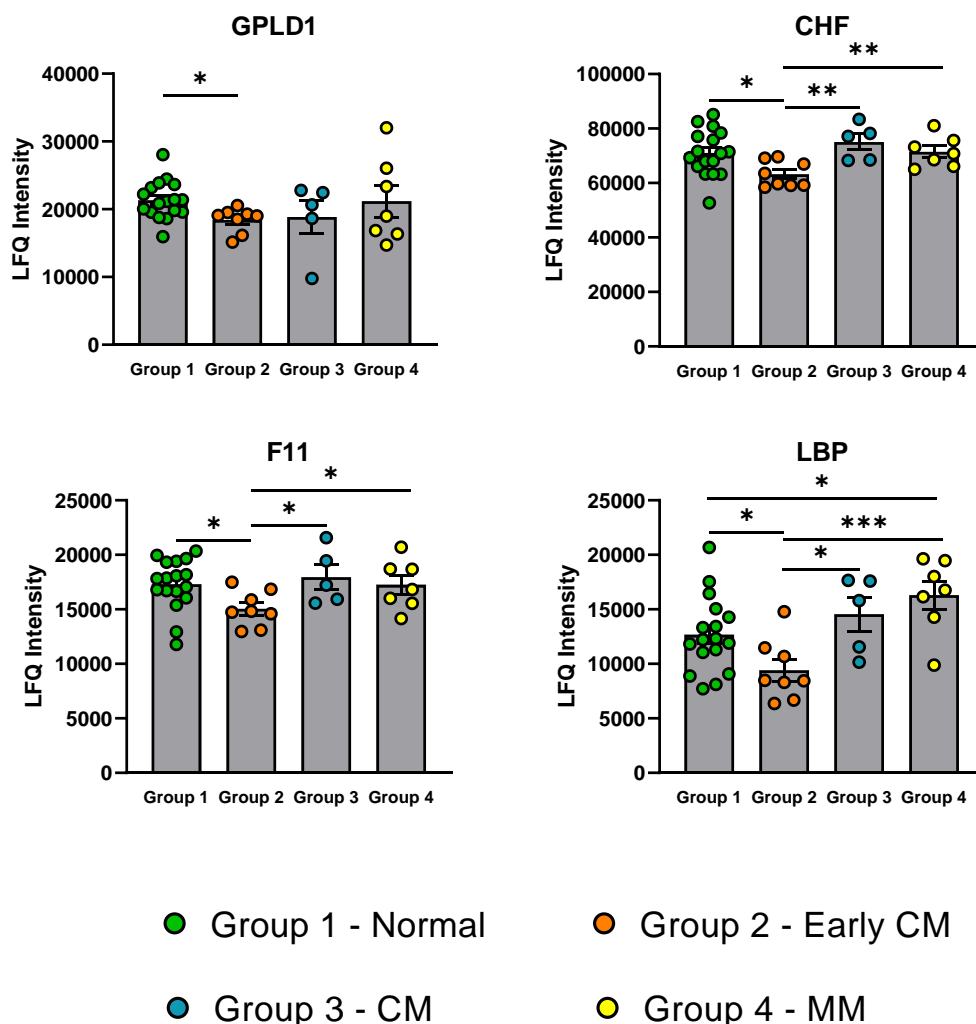 GPLD1
*
LFQ Intensity
40000
30000
20000
10000
0
Group 1 Group 2 Group 3 Group 4
CHF
**
* **
LFQ Intensity
100000
80000
60000
40000
20000
0
Group 1 Group 2 Group 3 Group 4
F11
*
* *
LFQ Intensity
25000
20000
15000
10000
5000
0
Group 1 Group 2 Group 3 Group 4
LBP
*
* ***
*
LFQ Intensity
25000
20000
15000
10000
5000
0
Group 1 Group 2 Group 3 Group 4
Group 1 - Normal
Group 2 - Early CM
Group 3 - CM
Group 4 - MM